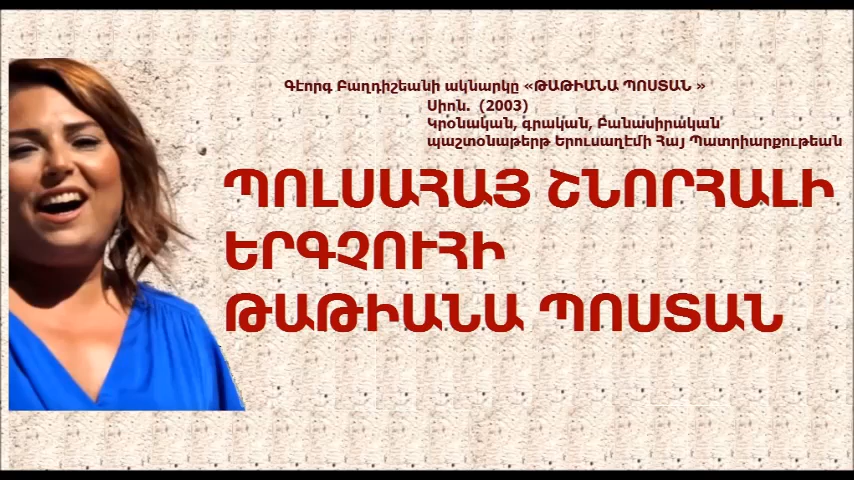 Գէորգ Բաղդիշեանի ակնարկը «ԹԱԹԻԱՆԱ ՊՈՍՏԱՆ »
Սիոն. (2003)
Կրօնական, գրական, Բանասիրական
պաշտօնաթերթ Երուսաղէմի Հայ Պատրիարքութեան
ՊՈԼՍԱՀԱՅ ՇՆՈՐՀԱԼԻ
ԵՐԳՉՈՒՀԻ
ԹԱԹԻԱՆԱ ՊՈՍՏԱՆ